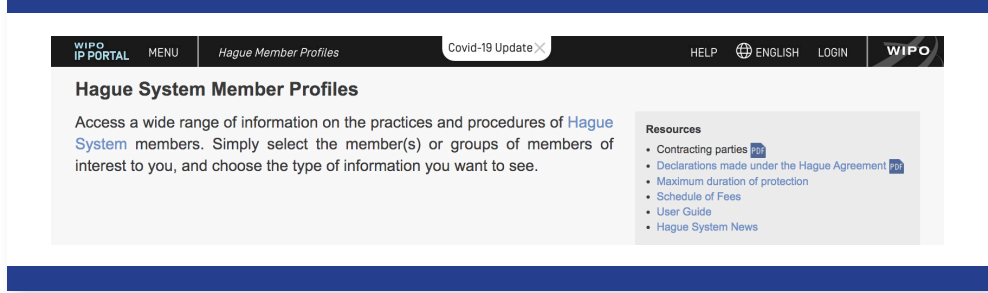 WIPO
IP PORTAL MENU Hague Member Profiles Covid-19 Update HELP ENGLISH LOGIN WIPO
Hague System Member Profiles
Access a wide range of information on the practices and procedures of Hague
System members. Simply select the member(s) or groups of members of
interest to you, and choose the type of information you want to see.
Resources
• Contracting parties PDF
• Declarations made under the Hague Agreement PDF
• Maximum duration of protection
• Schedule of Fees
• User Guide
• Hague System News